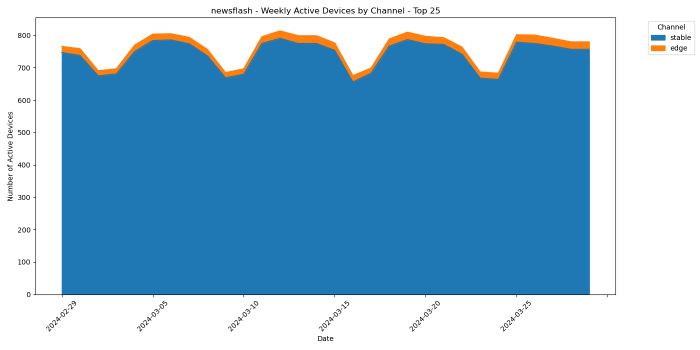 newsflash - Weekly Active Devices by Channel - Top 25
Channel
stable
edge
Number of Active Devices
800
700
600
500
400
300
200
100
0
2024-02-29
2024-03-05
2024-03-10
2024-03-15
2024-03-20
2024-03-25
Date